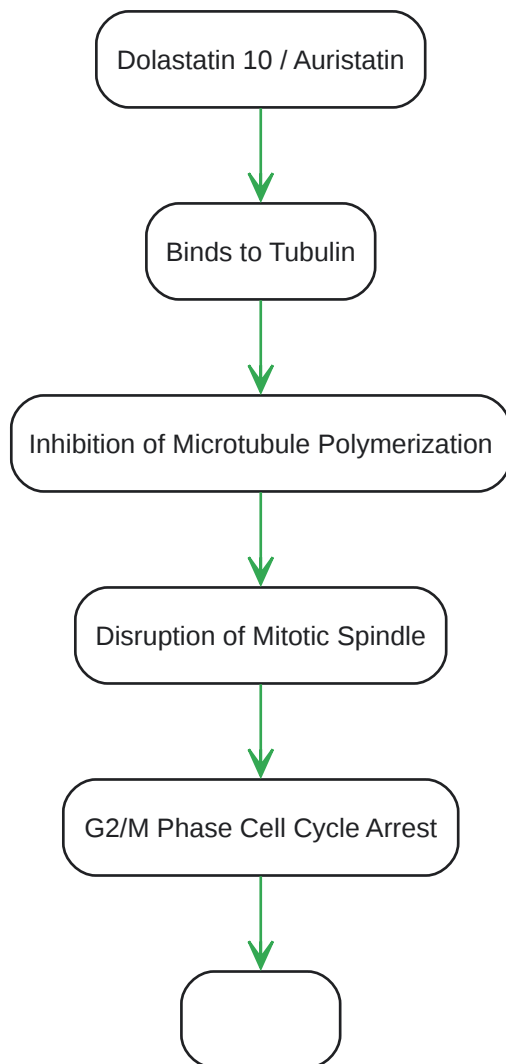 Dolastatin 10 / Auristatin
Binds to Tubulin
Inhibition of Microtubule Polymerization
Disruption of Mitotic Spindle
G2/M Phase Cell Cycle Arrest